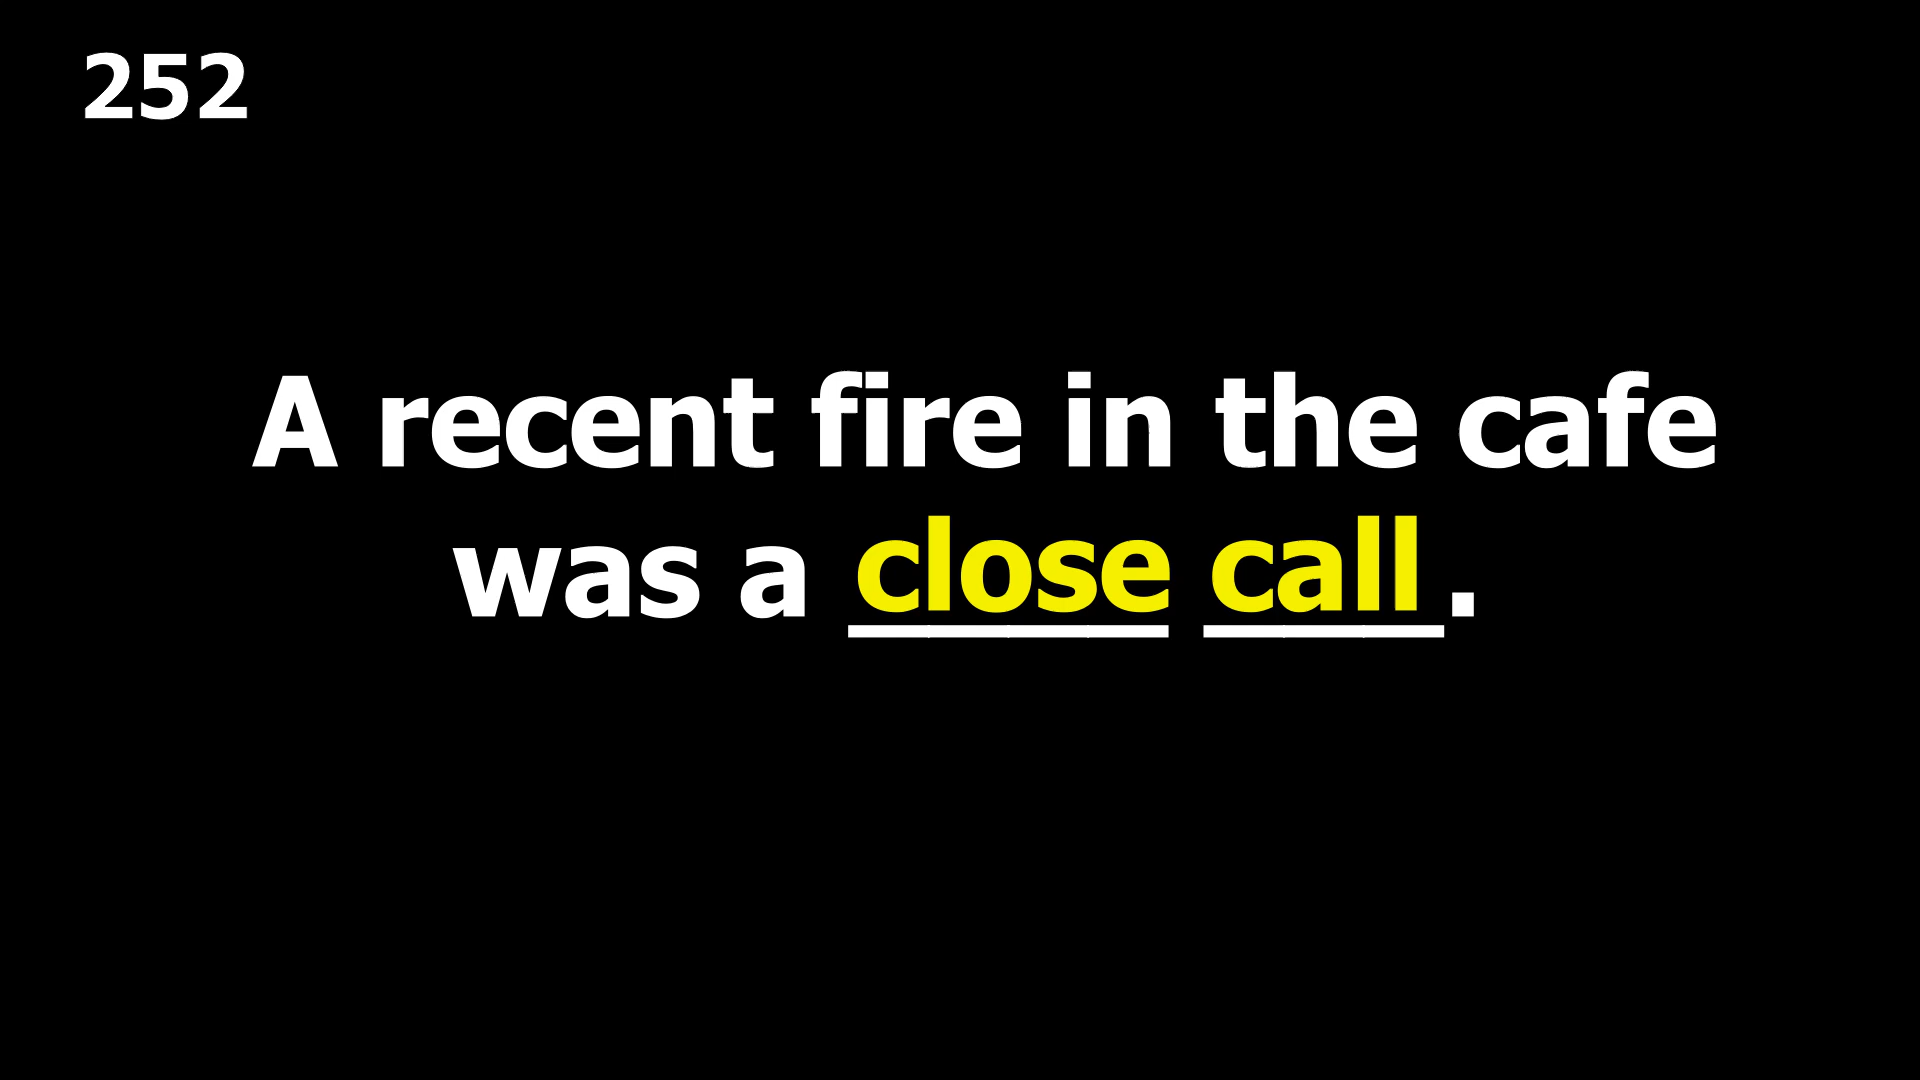 252
A recent fire in the cafe
was a close call.